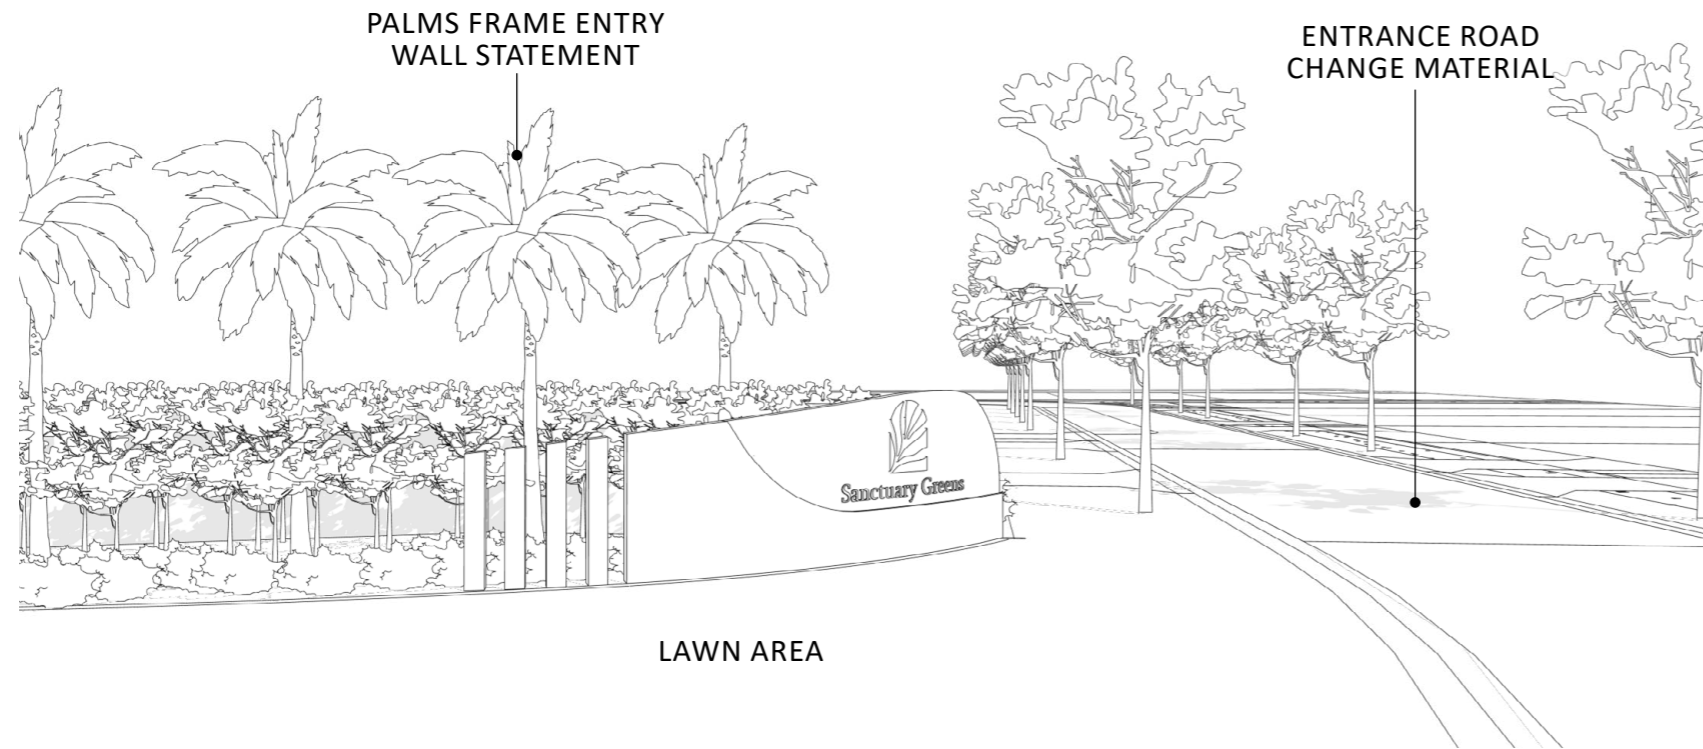 PALMS FRAME ENTRY
WALL STATEMENT
ENTRANCE ROAD
CHANGE MATERIAL
Sanctuary Greens
LAWN AREA